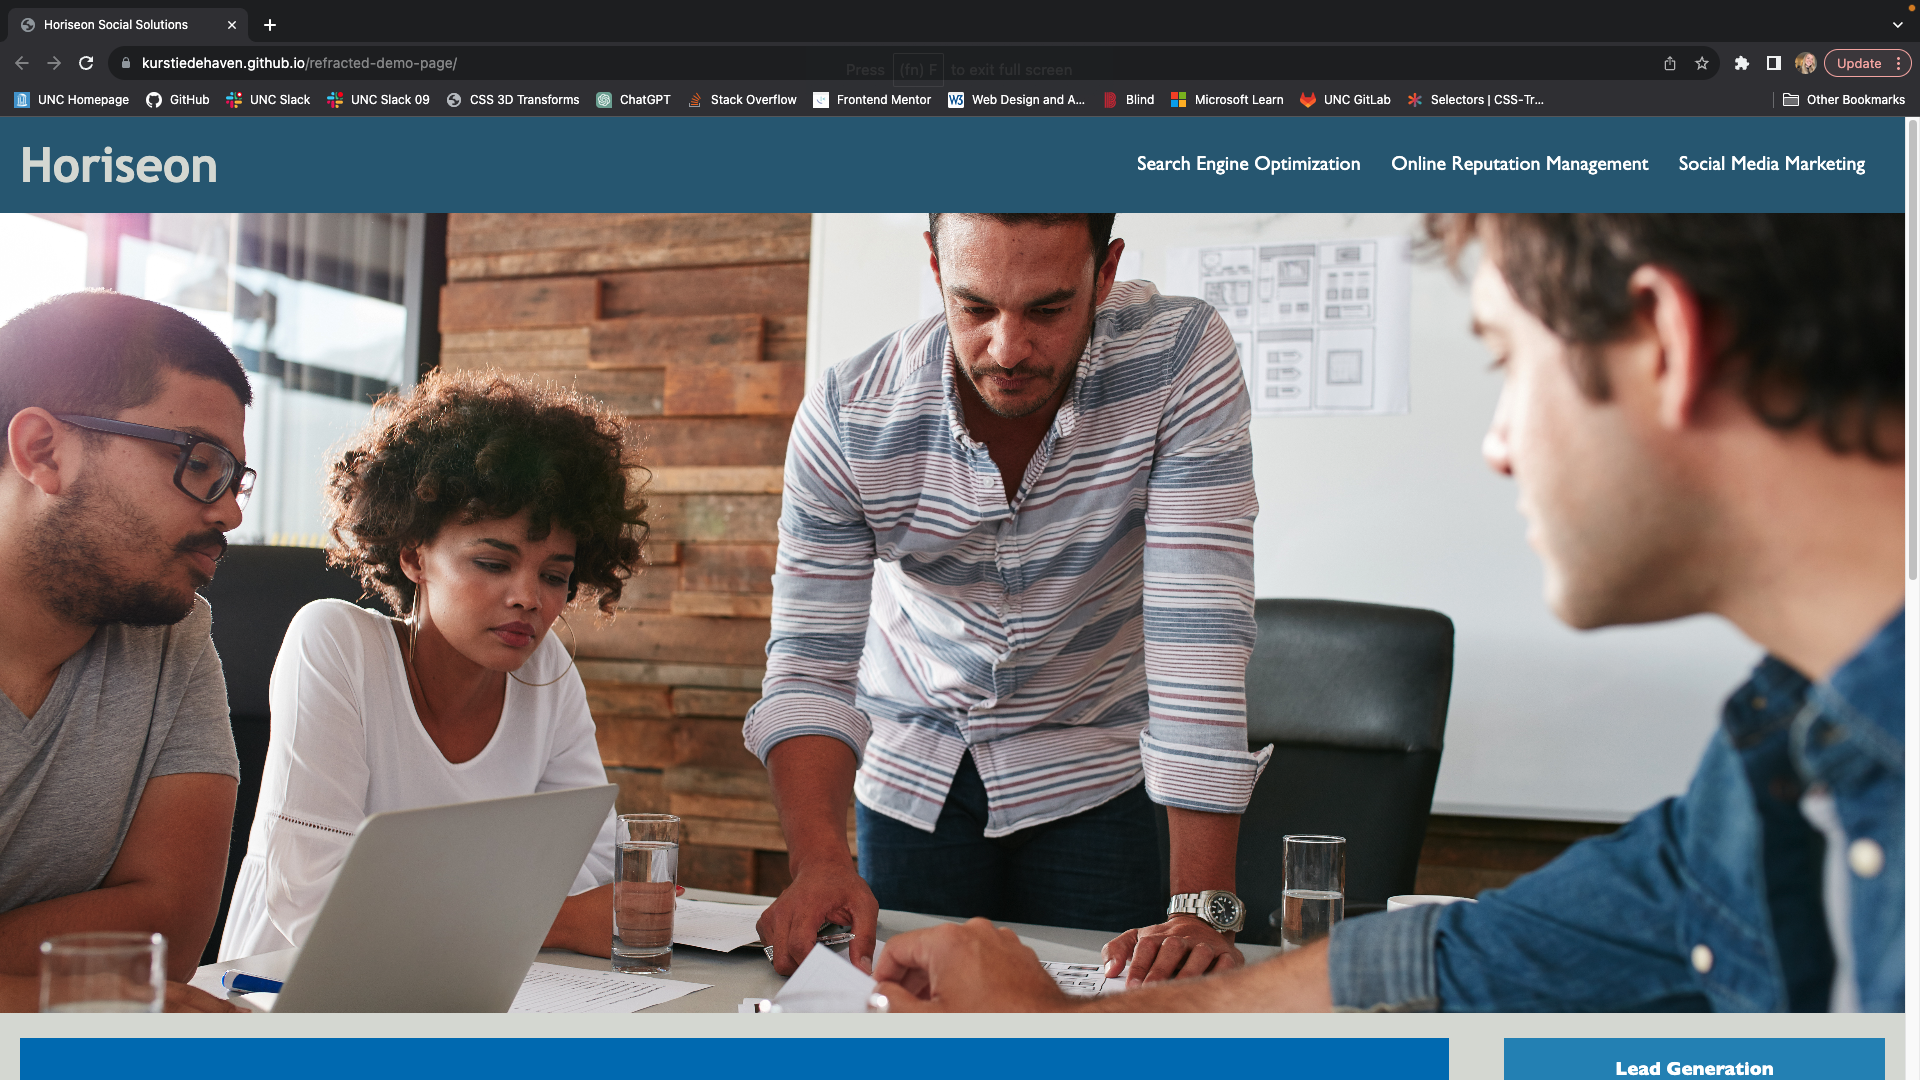 Horiseon Social Solutions
kurstiedehaven.github.io/refracted-demo-page/
Press (fn) F to exit full screen
Update
UNC Homepage GitHub UNC Slack UNC Slack 09 CSS 3D Transforms ChatGPT Stack Overflow Frontend Mentor Web Design and A... Blind Microsoft Learn UNC GitLab Selectors | CSS-Tr... Other Bookmarks
Horiseon Search Engine Optimization Online Reputation Management Social Media Marketing
Lead Generation